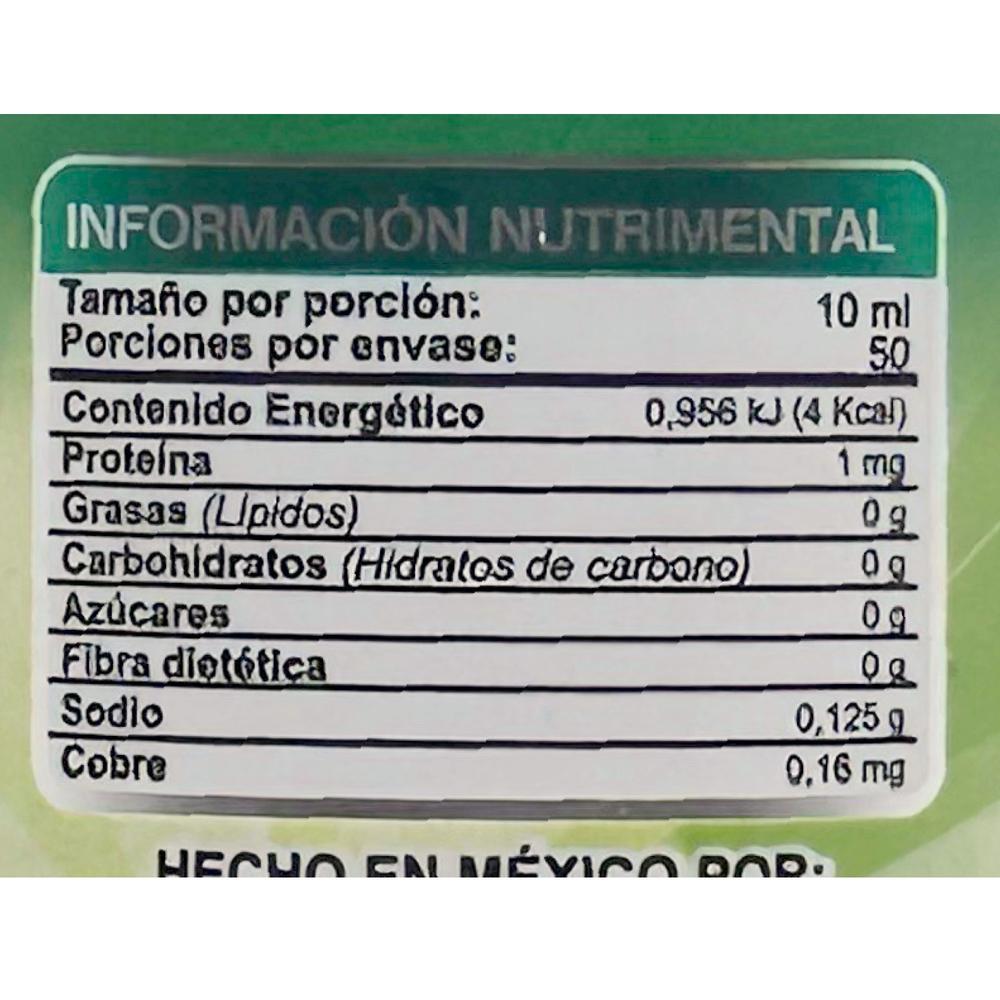 INFORMACIÓN NUTRIMENTAL
Tamaño por porción: 10 ml
Porciones por envase: 50
Contenido Energético 0,956 kJ (4 Kcal)
Proteína 1 mg
Grasas (Lípidos) 0 g
Carbohidratos (Hidratos de carbono) 0 g
Azúcares 0 g
Fibra dietética 0 g
Sodio 0,125 g
Cobre 0,16 mg
HECHO EN MÉXICO POR: